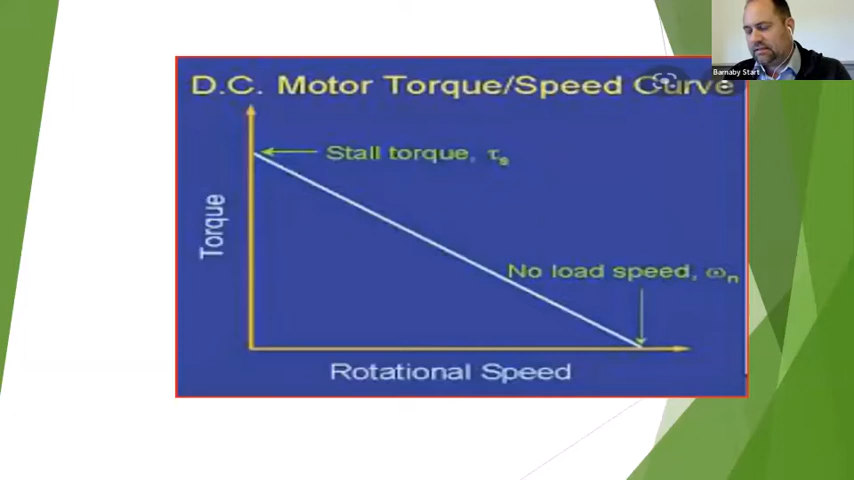 Barnaby Start
D.C. Motor Torque/Speed Curve
Stall torque, τs
Torque
No load speed, ωn
Rotational Speed